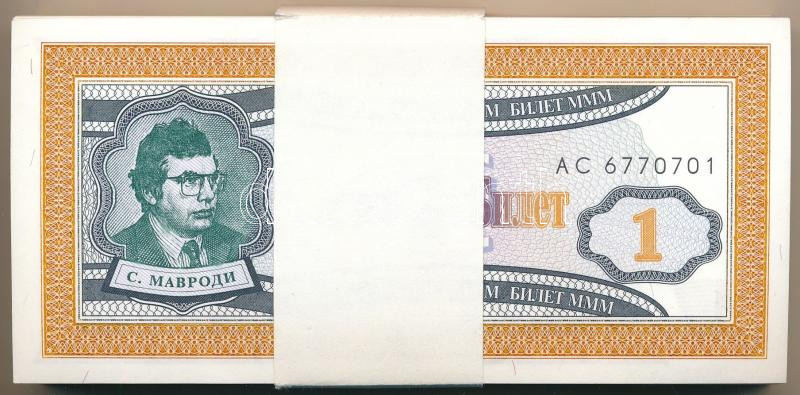 М БИЛЕТ МММ
АС 6770701
Билет
1
С. МАВРОДИ
М БИЛЕТ МММ